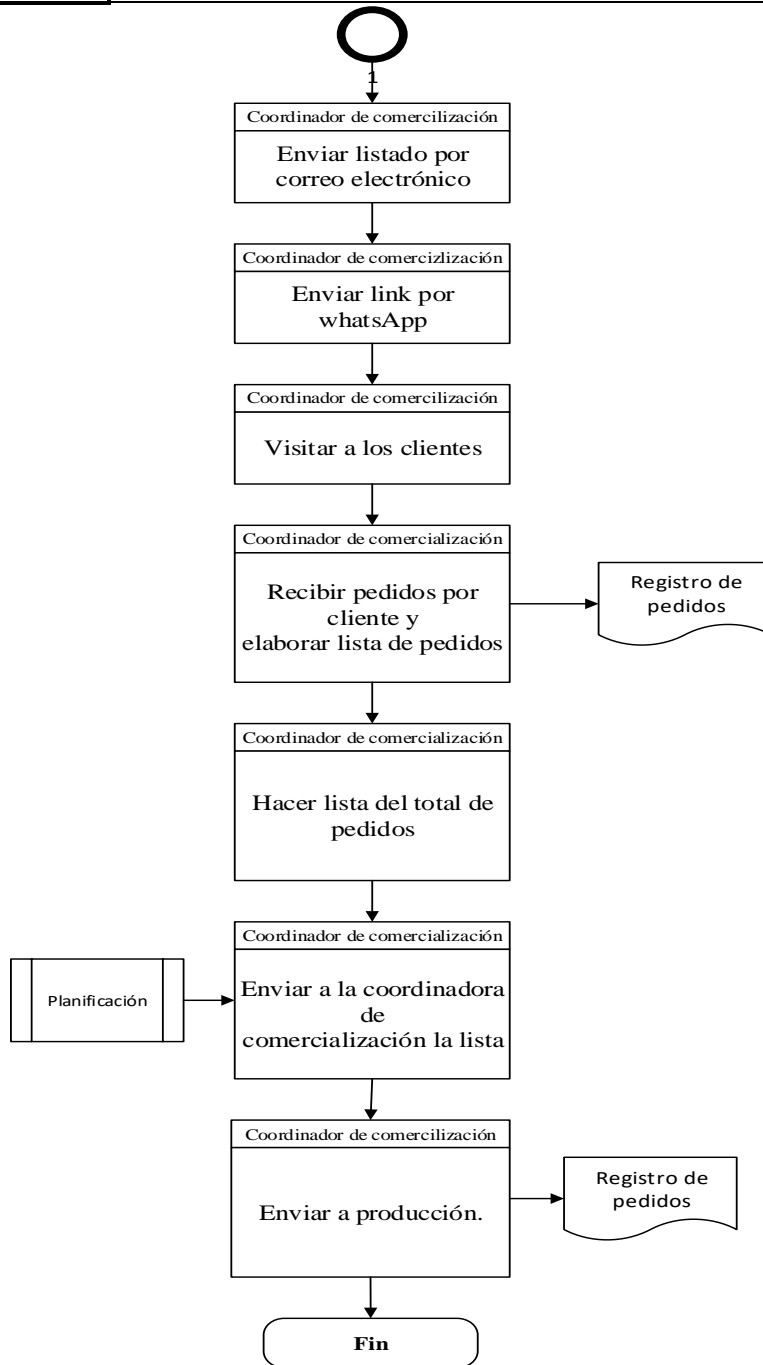 1
Coordinador de comercilización
Enviar listado por
correo electrónico
Coordinador de comercizlización
Enviar link por
whatsApp
Coordinador de comercilización
Visitar a los clientes
Coordinador de comercialización
Recibir pedidos por
cliente y
elaborar lista de pedidos
Registro de
pedidos
Coordinador de comercialización
Hacer lista del total de
pedidos
Coordinador de comercialización
Planificación
Enviar a la coordinadora
de
comercialización la lista
Coordinador de comercilización
Enviar a producción.
Registro de
pedidos
Fin